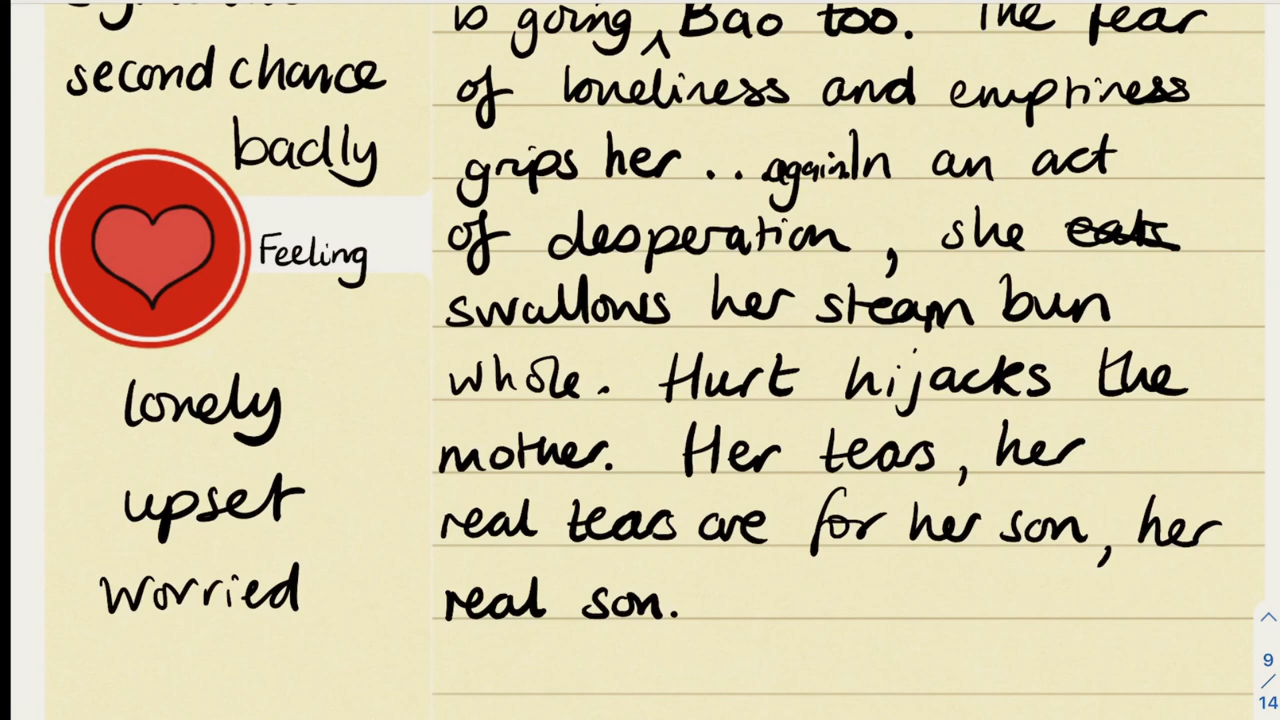 second chance
badly
Feeling
lonely
upset
worried
is going ^ Bao too. The fear
of loneliness and emptiness
grips her .. again In an act
of desperation, she eats
swallows her steam bun
whole. Hurt hijacks the
mother. Her tears, her
real tears are for her son, her
real son.
9
/
14